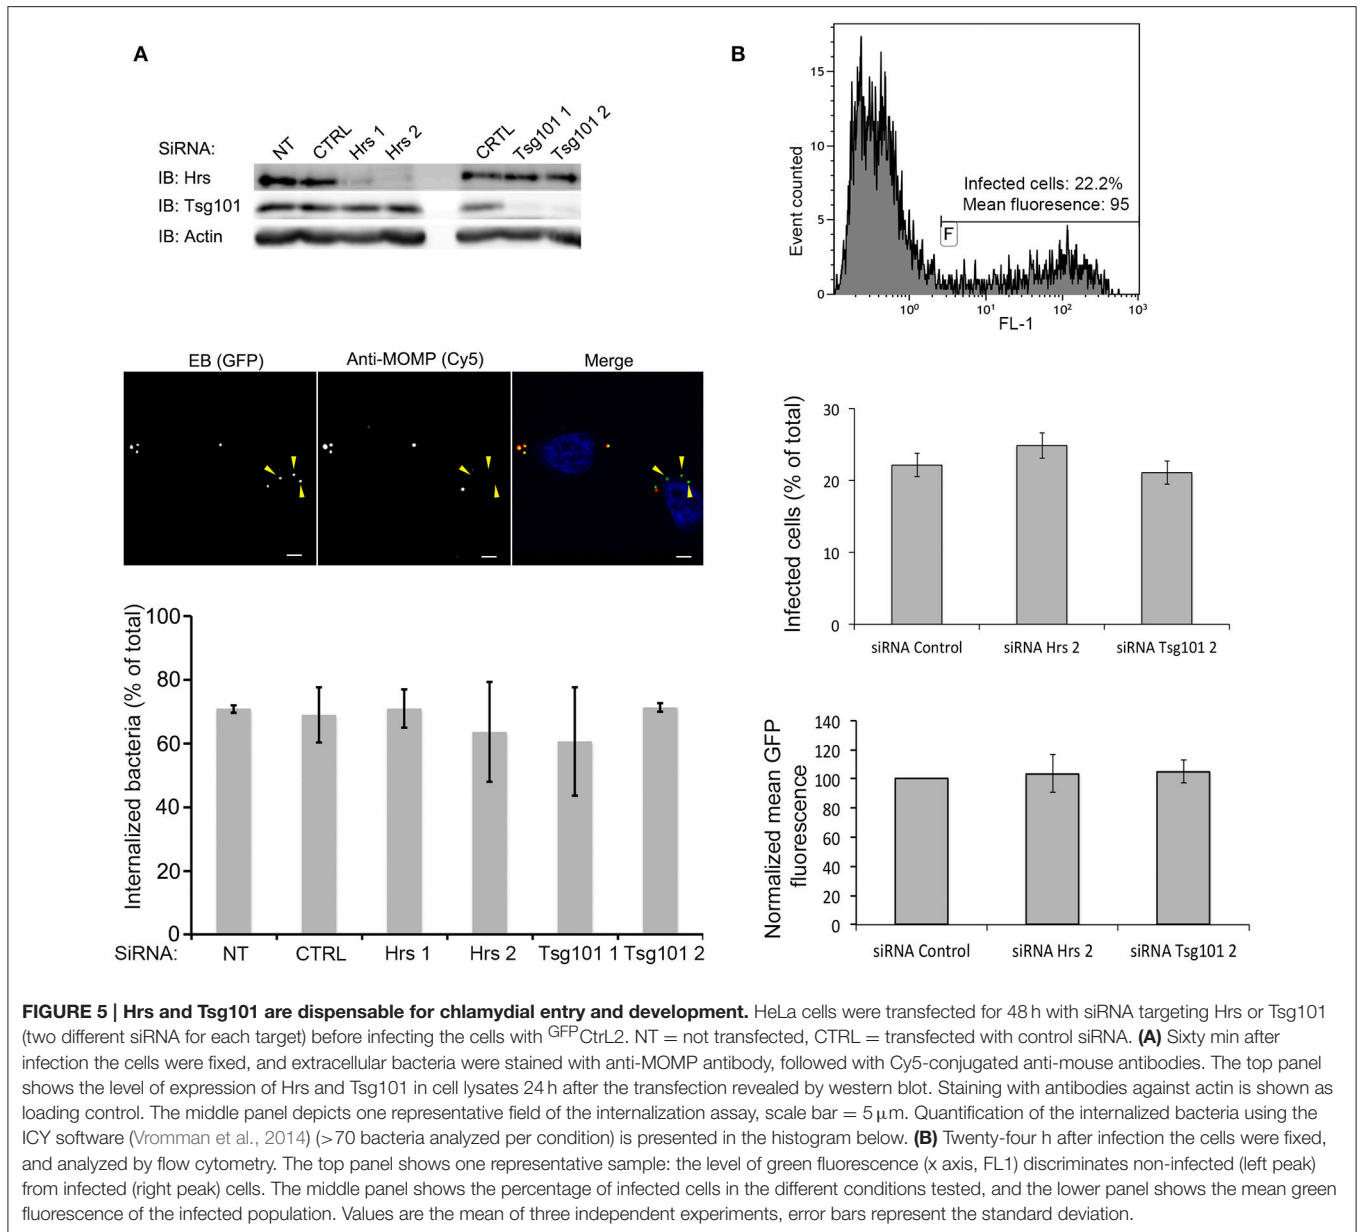 A
SiRNA:
NT CTRL Hrs 1 Hrs 2 CRTL Tsg101 1 Tsg101 2
IB: Hrs
IB: Tsg101
IB: Actin
EB (GFP) Anti-MOMP (Cy5) Merge
Internalized bacteria (% of total)
100
80
60
40
20
0
SiRNA: NT CTRL Hrs 1 Hrs 2 Tsg101 1 Tsg101 2
B
Event counted
15
10
5
0
Infected cells: 22.2%
Mean fluoresence: 95
F
10⁰ 10¹ 10² 10³
FL-1
Infected cells (% of total)
30
20
10
0
siRNA Control siRNA Hrs 2 siRNA Tsg101 2
Normalized mean GFP
fluorescence
140
120
100
80
60
40
20
0
siRNA Control siRNA Hrs 2 siRNA Tsg101 2
FIGURE 5 | Hrs and Tsg101 are dispensable for chlamydial entry and development. HeLa cells were transfected for 48 h with siRNA targeting Hrs or Tsg101
(two different siRNA for each target) before infecting the cells with ᴳᶠᴾCtrL2. NT = not transfected, CTRL = transfected with control siRNA. (A) Sixty min after
infection the cells were fixed, and extracellular bacteria were stained with anti-MOMP antibody, followed with Cy5-conjugated anti-mouse antibodies. The top panel
shows the level of expression of Hrs and Tsg101 in cell lysates 24 h after the transfection revealed by western blot. Staining with antibodies against actin is shown as
loading control. The middle panel depicts one representative field of the internalization assay, scale bar = 5 μm. Quantification of the internalized bacteria using the
ICY software (Vromman et al., 2014) (>70 bacteria analyzed per condition) is presented in the histogram below. (B) Twenty-four h after infection the cells were fixed,
and analyzed by flow cytometry. The top panel shows one representative sample: the level of green fluorescence (x axis, FL1) discriminates non-infected (left peak)
from infected (right peak) cells. The middle panel shows the percentage of infected cells in the different conditions tested, and the lower panel shows the mean green
fluorescence of the infected population. Values are the mean of three independent experiments, error bars represent the standard deviation.